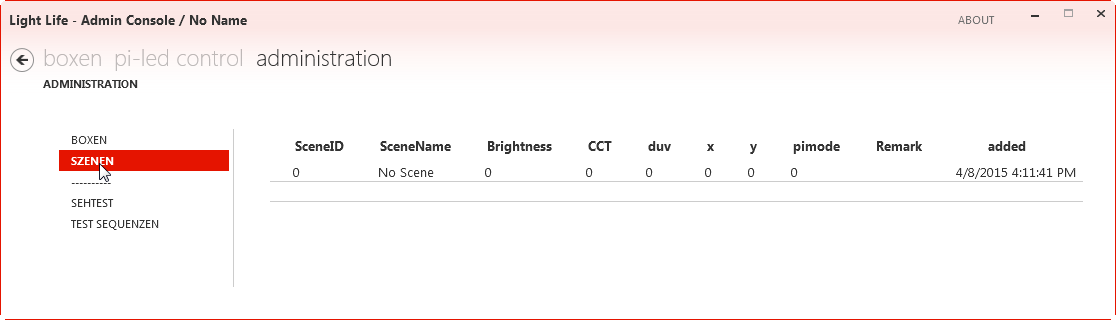 Light Life - Admin Console / No Name
ABOUT
boxen pi-led control administration
ADMINISTRATION
BOXEN
SZENEN
----------
SEHTEST
TEST SEQUENZEN
SceneID SceneName Brightness CCT duv x y pimode Remark added
0 No Scene 0 0 0 0 0 0 4/8/2015 4:11:41 PM